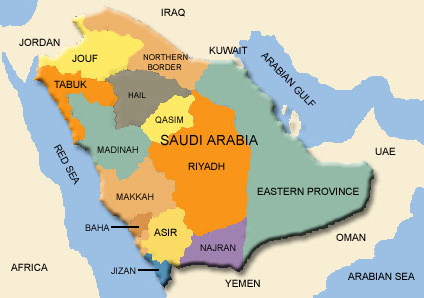 IRAQ
JORDAN
KUWAIT
JOUF
NORTHERN
BORDER
ARABIAN GULF
TABUK
HAIL
QASIM
SAUDI ARABIA
RED SEA
MADINAH
RIYADH
UAE
EASTERN PROVINCE
MAKKAH
BAHA
ASIR
NAJRAN
OMAN
AFRICA
JIZAN
YEMEN
ARABIAN SEA